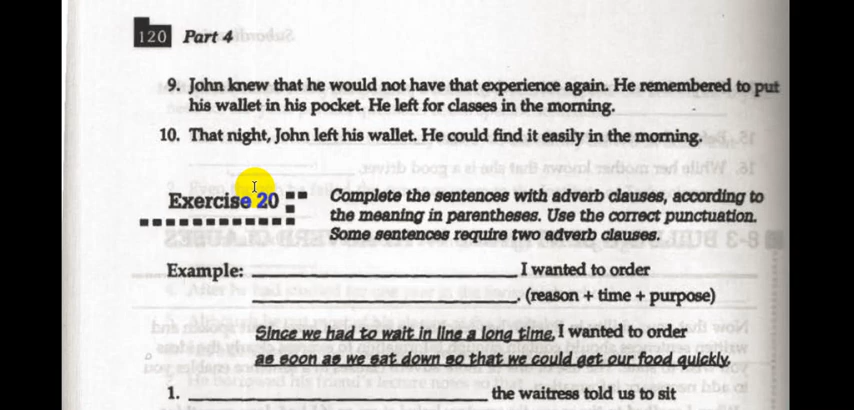 120 Part 4
9. John knew that he would not have that experience again. He remembered to put
his wallet in his pocket. He left for classes in the morning.
10. That night, John left his wallet. He could find it easily in the morning.
Exercise 20
Complete the sentences with adverb clauses, according to
the meaning in parentheses. Use the correct punctuation.
Some sentences require two adverb clauses.
Example: ____________ I wanted to order
____________. (reason + time + purpose)
Since we had to wait in line a long time, I wanted to order
as soon as we sat down so that we could get our food quickly.
1. ____________ the waitress told us to sit